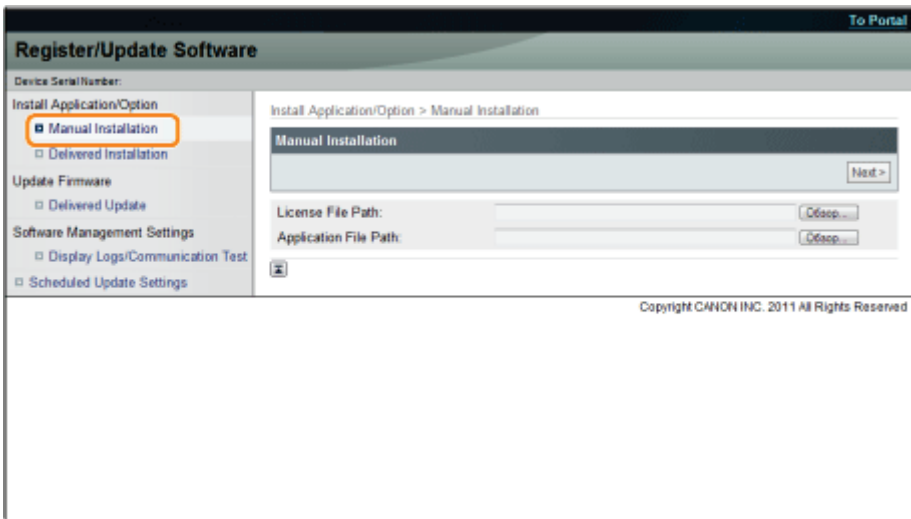 To Portal
Register/Update Software
Device Serial Number:
Install Application/Option
Manual Installation
Delivered Installation
Update Firmware
Delivered Update
Software Management Settings
Display Logs/Communication Test
Scheduled Update Settings
Install Application/Option > Manual Installation
Manual Installation
Next >
License File Path: Обзор...
Application File Path: Обзор...
Copyright CANON INC. 2011 All Rights Reserved